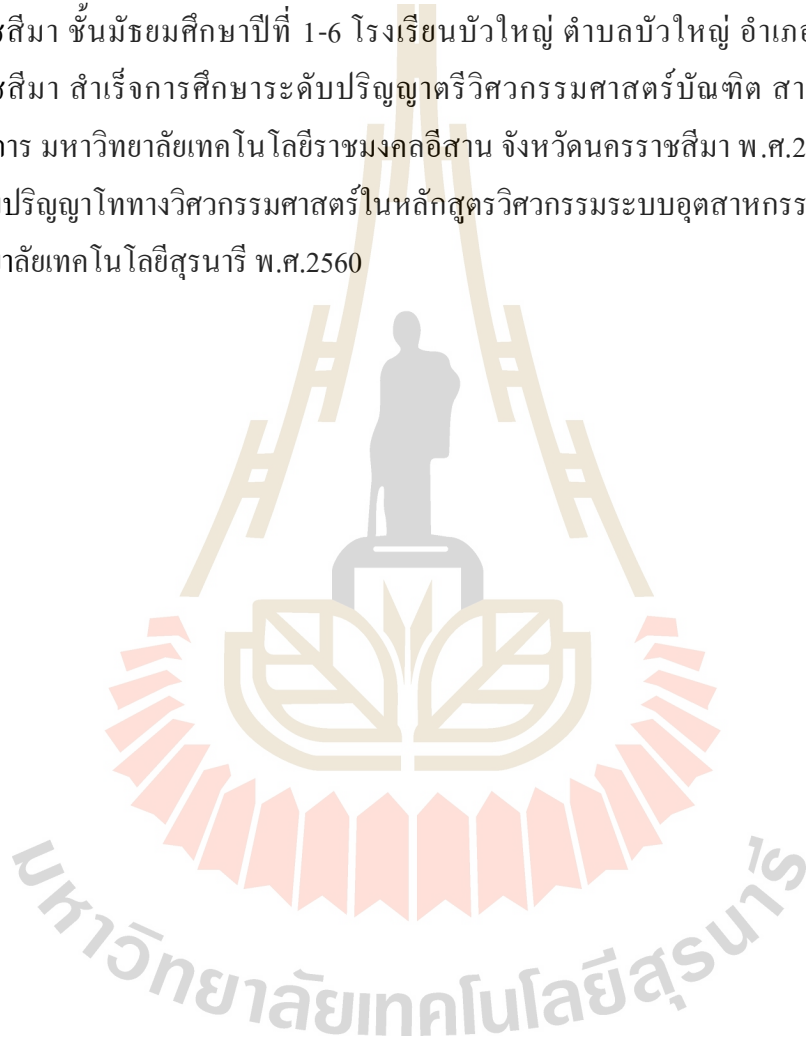 ชสีมา ชั้นมัธยมศึกษาปีที่ 1-6 โรงเรียนบัวใหญ่ ตำบลบัวใหญ่ อำเภอ
ชสีมา สำเร็จการศึกษาระดับปริญญาตรีวิศวกรรมศาสตร์บัณฑิต สา
การ มหาวิทยาลัยเทคโนโลยีราชมงคลอีสาน จังหวัดนครราชสีมา พ.ศ.2
ปริญญาโททางวิศวกรรมศาสตร์ในหลักสูตรวิศวกรรมระบบอุตสาหกรร
าลัยเทคโนโลยีสุรนารี พ.ศ.2560
มหาวิทยาลัยเทคโนโลยีสุรนารี